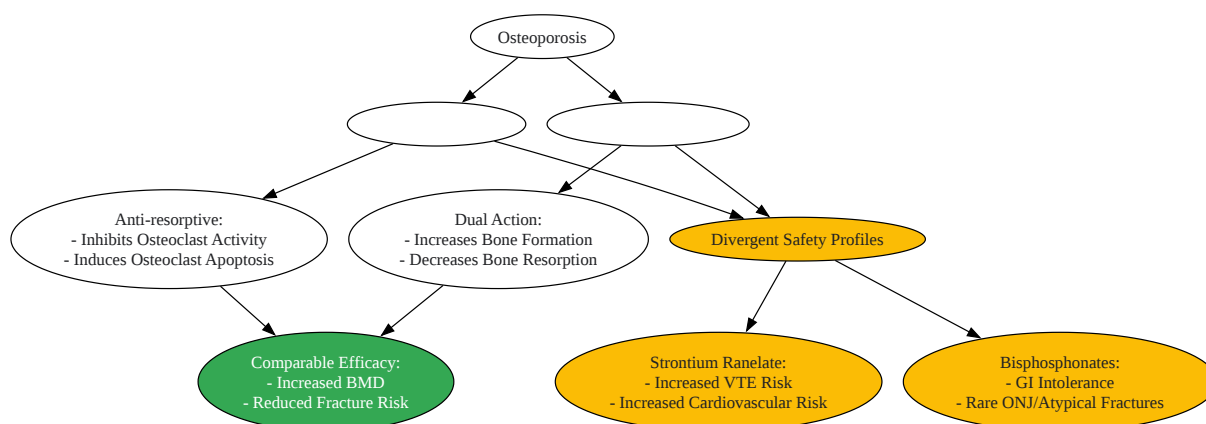 Osteoporosis
Anti-resorptive:
- Inhibits Osteoclast Activity
- Induces Osteoclast Apoptosis
Dual Action:
- Increases Bone Formation
- Decreases Bone Resorption
Divergent Safety Profiles
Comparable Efficacy:
- Increased BMD
- Reduced Fracture Risk
Strontium Ranelate:
- Increased VTE Risk
- Increased Cardiovascular Risk
Bisphosphonates:
- GI Intolerance
- Rare ONJ/Atypical Fractures